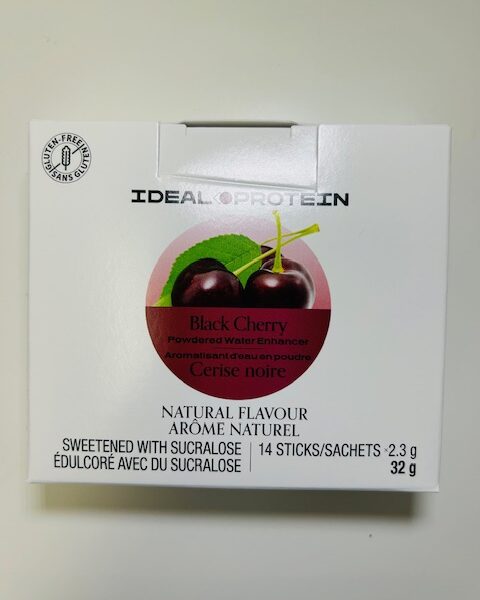 GLUTEN-FREE
SANS GLUTEN
IDEAL PROTEIN
Black Cherry
Powdered Water Enhancer
Aromatisant d'eau en poudre
Cerise noire
NATURAL FLAVOUR
ARÔME NATUREL
SWEETENED WITH SUCRALOSE
ÉDULCORÉ AVEC DU SUCRALOSE
14 STICKS/SACHETS • 2.3 g
32 g